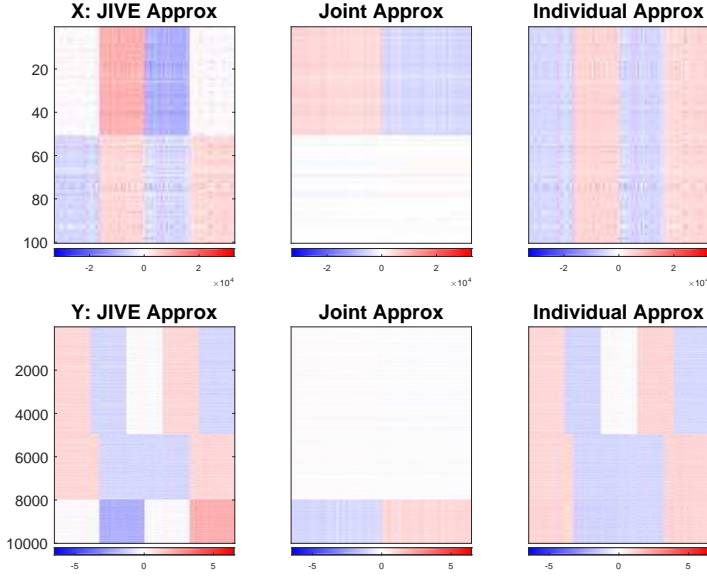 X: JIVE Approx
Joint Approx
Individual Approx
20
40
60
80
100
-2 0 2
×10⁴
-2 0 2
×10⁴
-2 0 2
×10⁴
Y: JIVE Approx
Joint Approx
Individual Approx
2000
4000
6000
8000
10000
-5 0 5
-5 0 5
-5 0 5